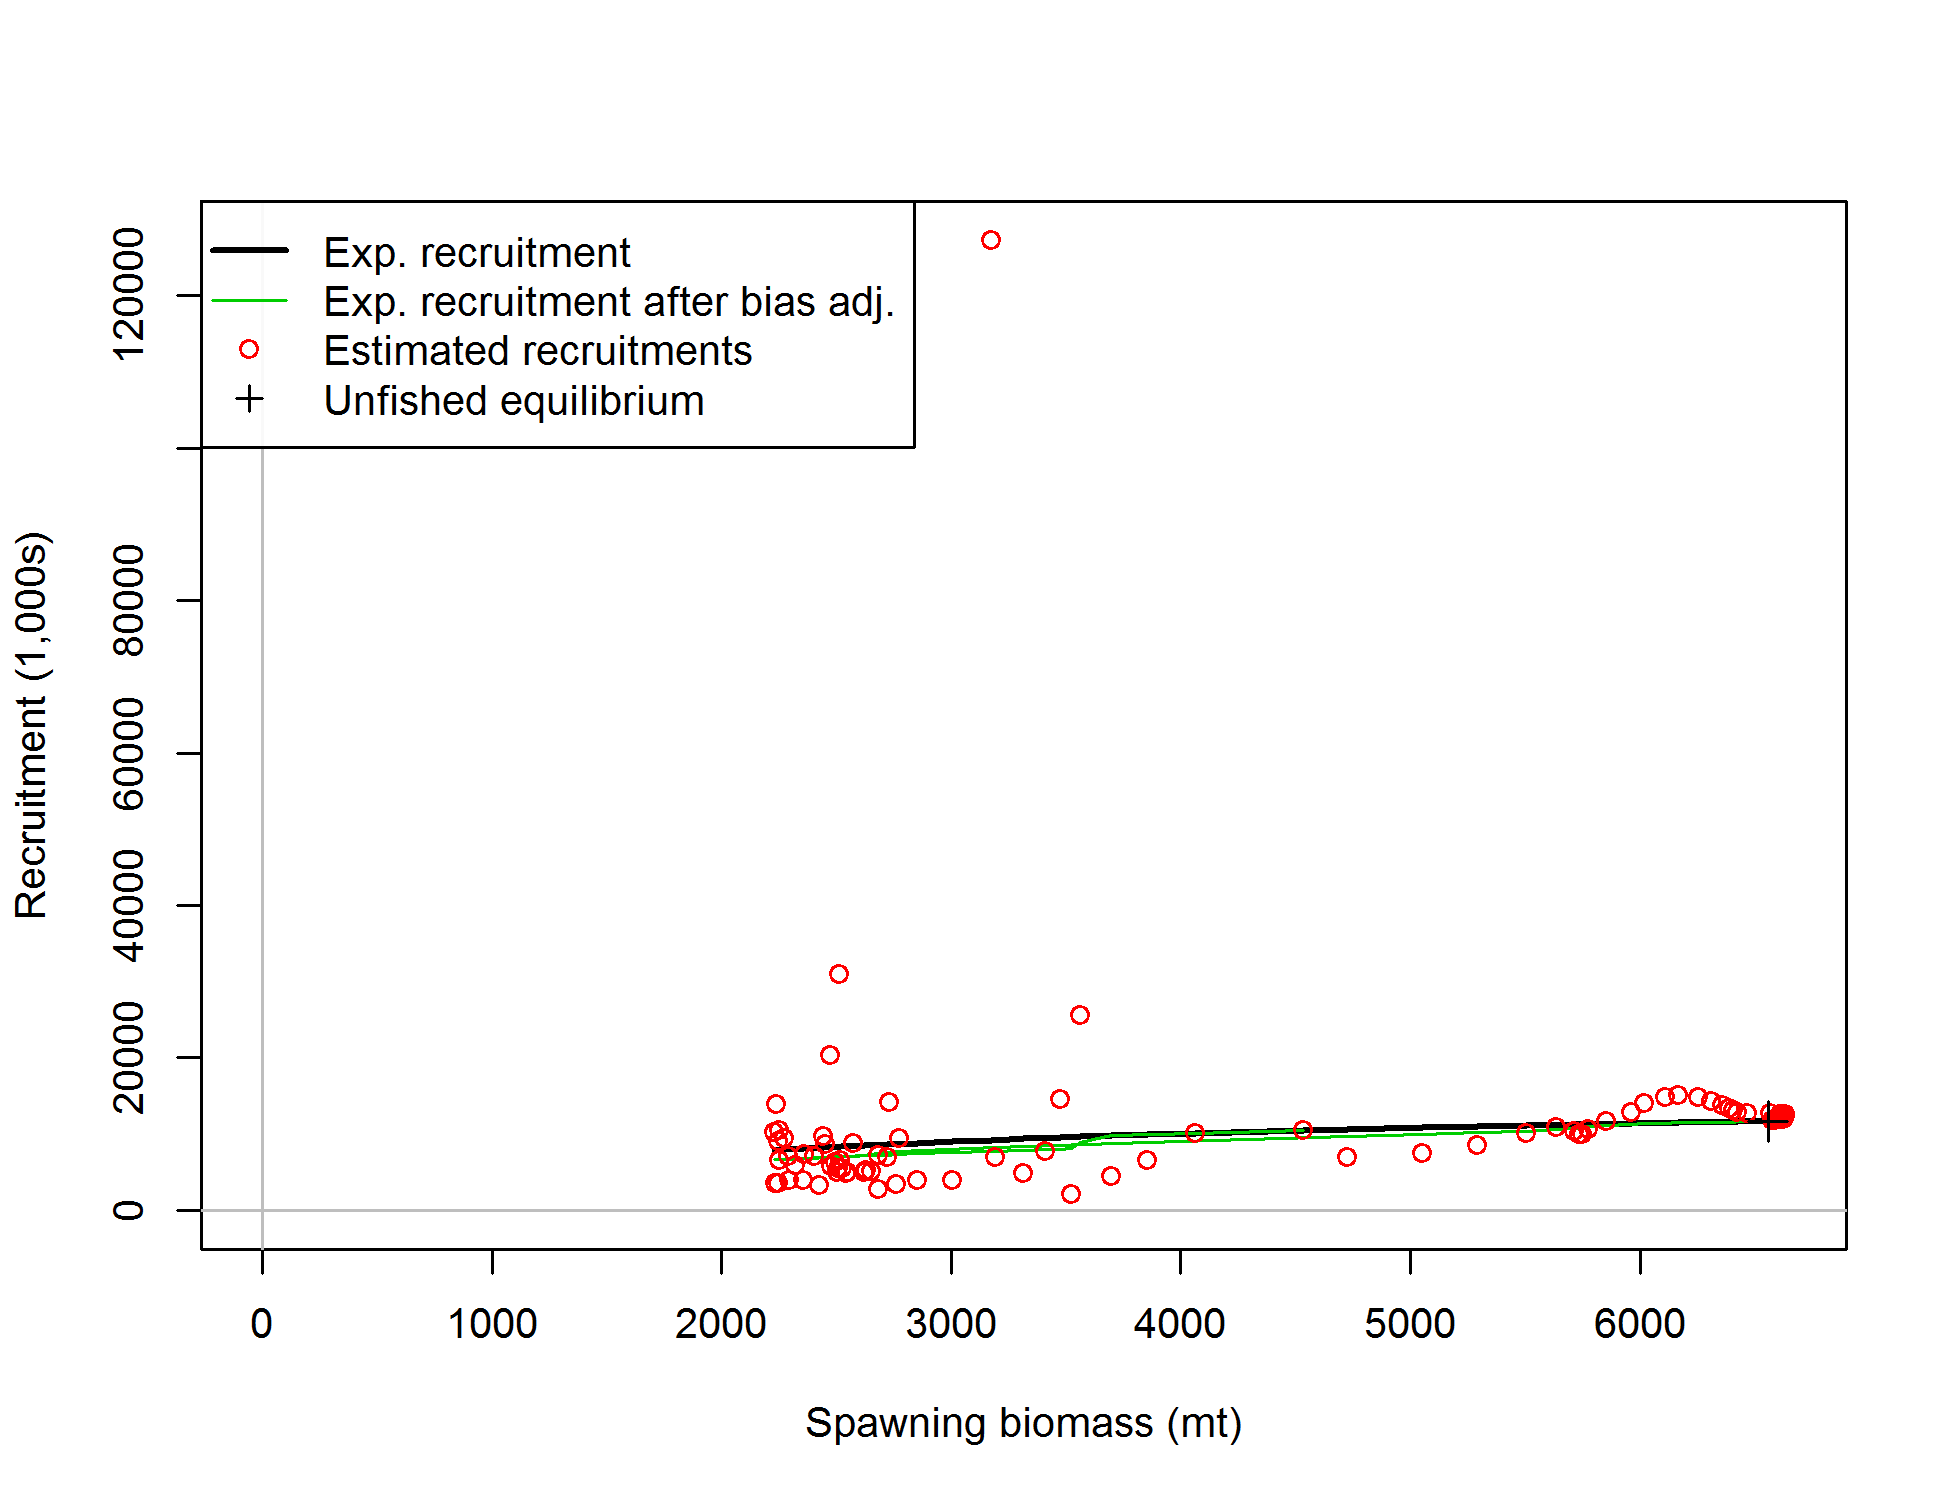 Exp. recruitment
Exp. recruitment after bias adj.
Estimated recruitments
Unfished equilibrium
Recruitment (1,000s)
120000
80000
60000
40000
20000
0
0 1000 2000 3000 4000 5000 6000
Spawning biomass (mt)